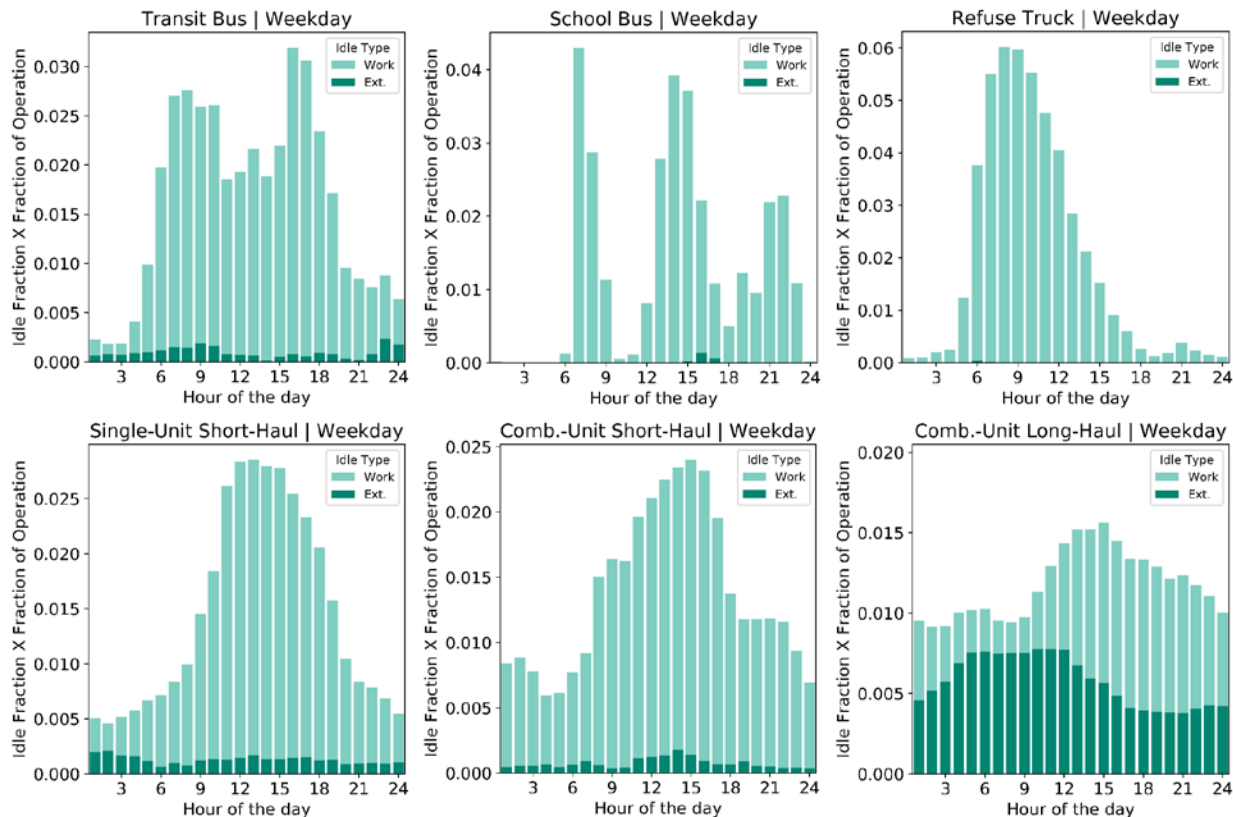 Transit Bus | Weekday
Idle Fraction X Fraction of Operation
0.030
0.025
0.020
0.015
0.010
0.005
0.000
Idle Type
Work
Ext.
3 6 9 12 15 18 21 24
Hour of the day
School Bus | Weekday
Idle Fraction X Fraction of Operation
0.04
0.03
0.02
0.01
0.00
Idle Type
Work
Ext.
3 6 9 12 15 18 21 24
Hour of the day
Refuse Truck | Weekday
Idle Fraction X Fraction of Operation
0.06
0.05
0.04
0.03
0.02
0.01
0.00
Idle Type
Work
Ext.
3 6 9 12 15 18 21 24
Hour of the day
Single-Unit Short-Haul | Weekday
Idle Fraction X Fraction of Operation
0.025
0.020
0.015
0.010
0.005
0.000
Idle Type
Work
Ext.
3 6 9 12 15 18 21 24
Hour of the day
Comb.-Unit Short-Haul | Weekday
Idle Fraction X Fraction of Operation
0.025
0.020
0.015
0.010
0.005
0.000
Idle Type
Work
Ext.
3 6 9 12 15 18 21 24
Hour of the day
Comb.-Unit Long-Haul | Weekday
Idle Fraction X Fraction of Operation
0.020
0.015
0.010
0.005
0.000
Idle Type
Work
Ext.
3 6 9 12 15 18 21 24
Hour of the day